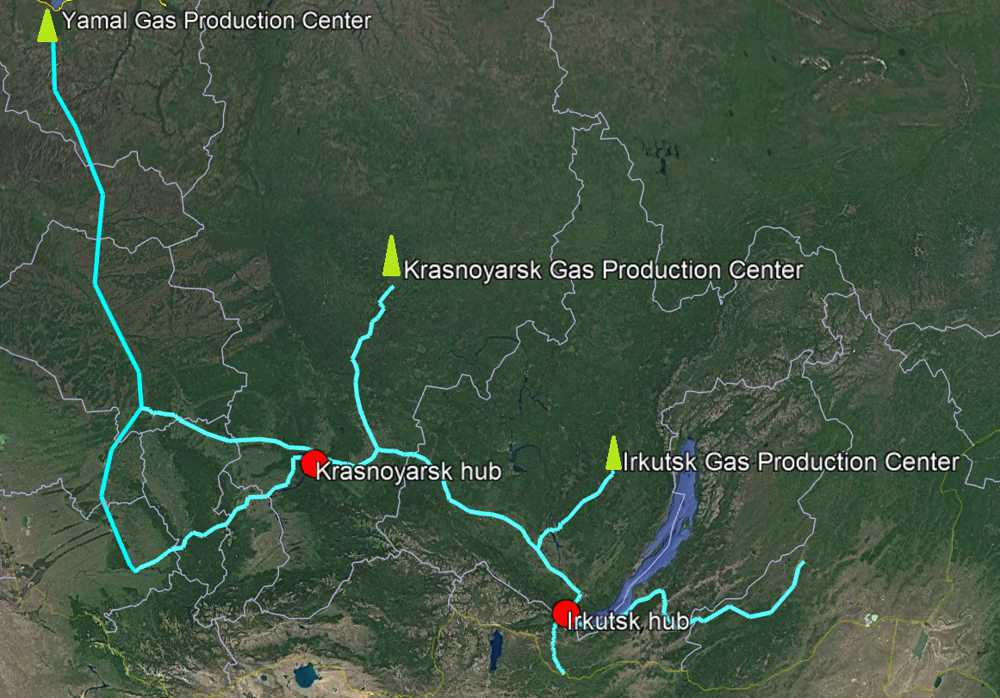 Yamal Gas Production Center
Krasnoyarsk Gas Production Center
Irkutsk Gas Production Center
Krasnoyarsk hub
Irkutsk hub